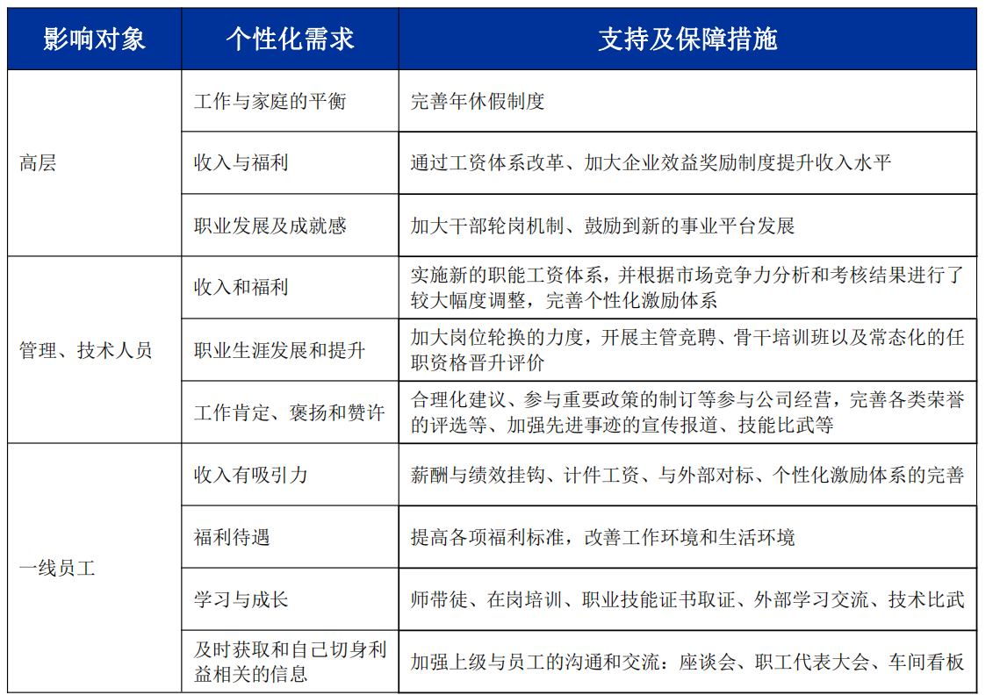 影响对象
个性化需求
支持及保障措施
高层
工作与家庭的平衡
完善年休假制度
收入与福利
通过工资体系改革、加大企业效益奖励制度提升收入水平
职业发展及成就感
加大干部轮岗机制、鼓励到新的事业平台发展
管理、技术人员
收入和福利
实施新的职能工资体系，并根据市场竞争力分析和考核结果进行了
较大幅度调整，完善个性化激励体系
职业生涯发展和提升
加大岗位轮换的力度，开展主管竞聘、骨干培训班以及常态化的任
职资格晋升评价
工作肯定、褒扬和赞许
合理化建议、参与重要政策的制订等参与公司经营，完善各类荣誉
的评选等、加强先进事迹的宣传报道、技能比武等
一线员工
收入有吸引力
薪酬与绩效挂钩、计件工资、与外部对标、个性化激励体系的完善
福利待遇
提高各项福利标准，改善工作环境和生活环境
学习与成长
师带徒、在岗培训、职业技能证书取证、外部学习交流、技术比武
及时获取和自己切身利
益相关的信息
加强上级与员工的沟通和交流：座谈会、职工代表大会、车间看板